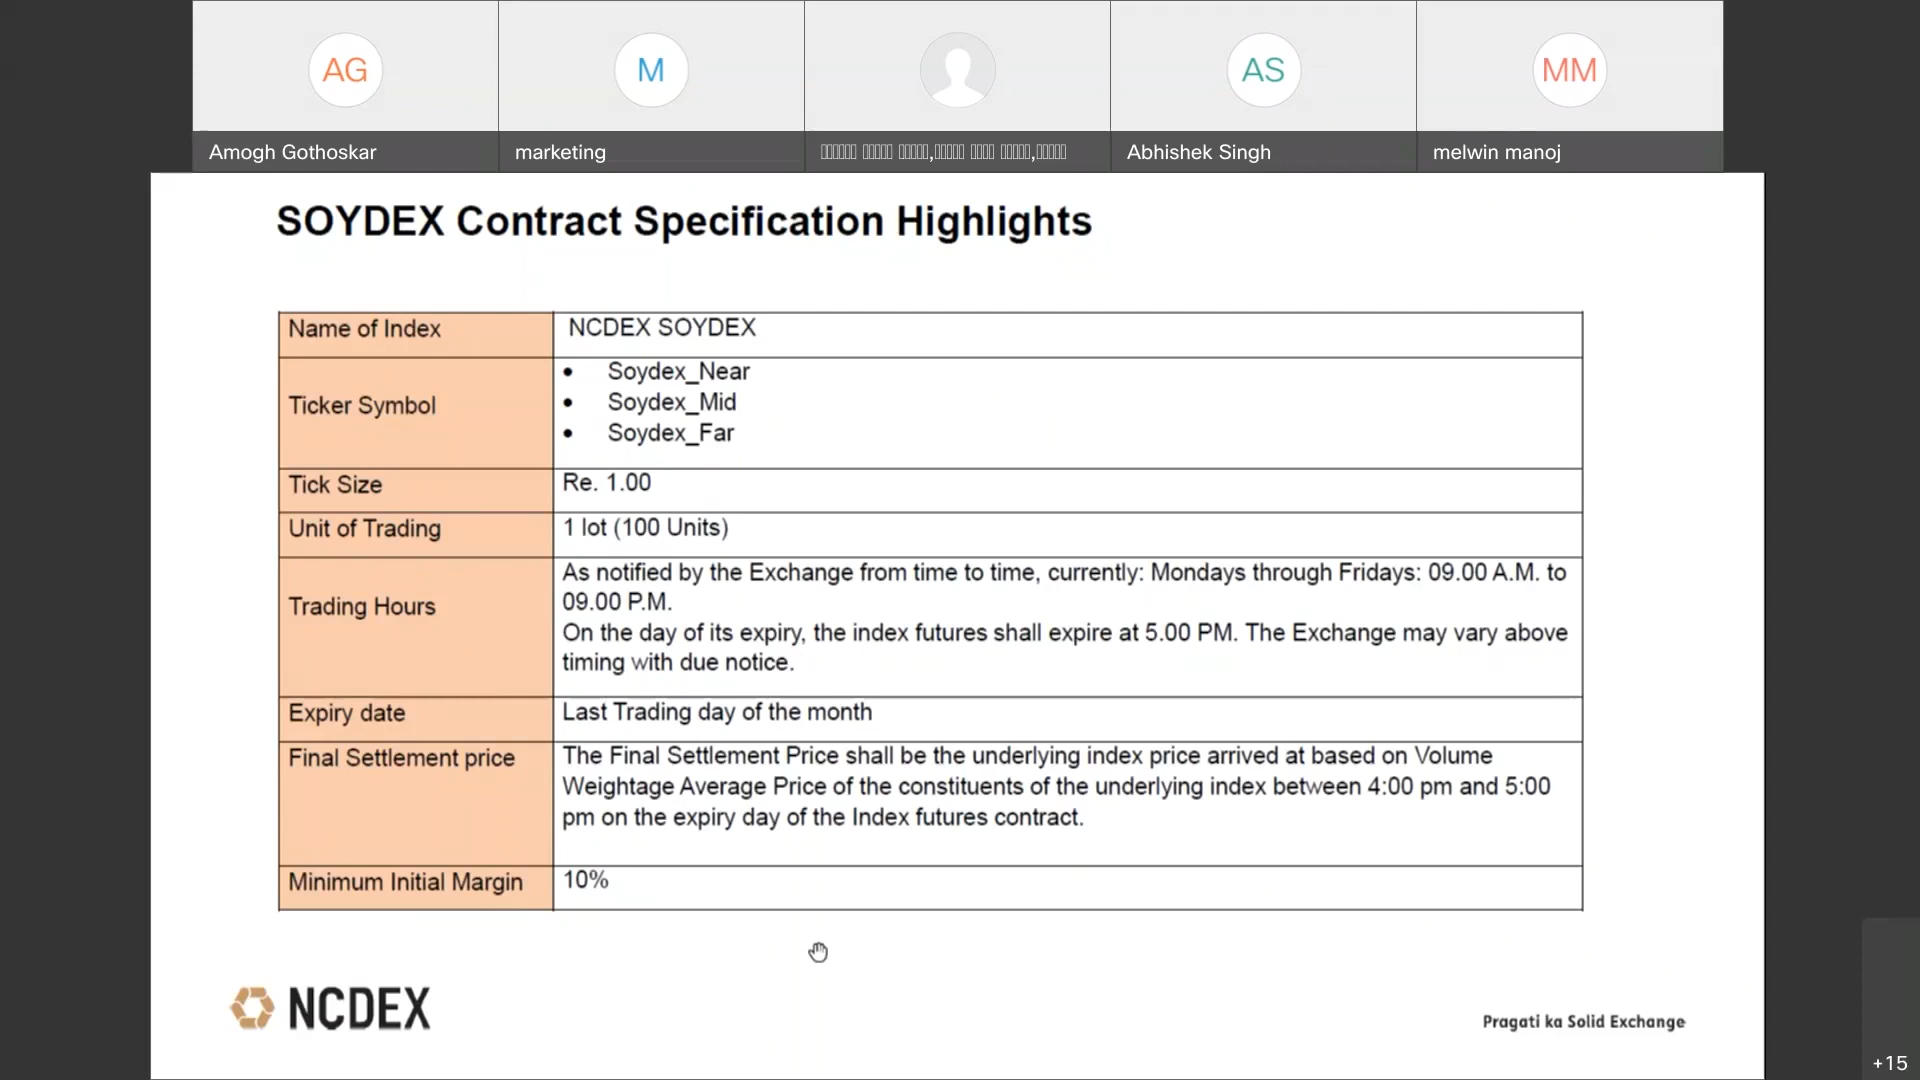 AG
M
AS
MM
Amogh Gothoskar
marketing
Abhishek Singh
melwin manoj
SOYDEX Contract Specification Highlights
Name of Index
NCDEX SOYDEX
Ticker Symbol
• Soydex_Near
• Soydex_Mid
• Soydex_Far
Tick Size
Re. 1.00
Unit of Trading
1 lot (100 Units)
Trading Hours
As notified by the Exchange from time to time, currently: Mondays through Fridays: 09.00 A.M. to
09.00 P.M.
On the day of its expiry, the index futures shall expire at 5.00 PM. The Exchange may vary above
timing with due notice.
Expiry date
Last Trading day of the month
Final Settlement price
The Final Settlement Price shall be the underlying index price arrived at based on Volume
Weightage Average Price of the constituents of the underlying index between 4:00 pm and 5:00
pm on the expiry day of the Index futures contract.
Minimum Initial Margin
10%
NCDEX
Pragati ka Solid Exchange
+15